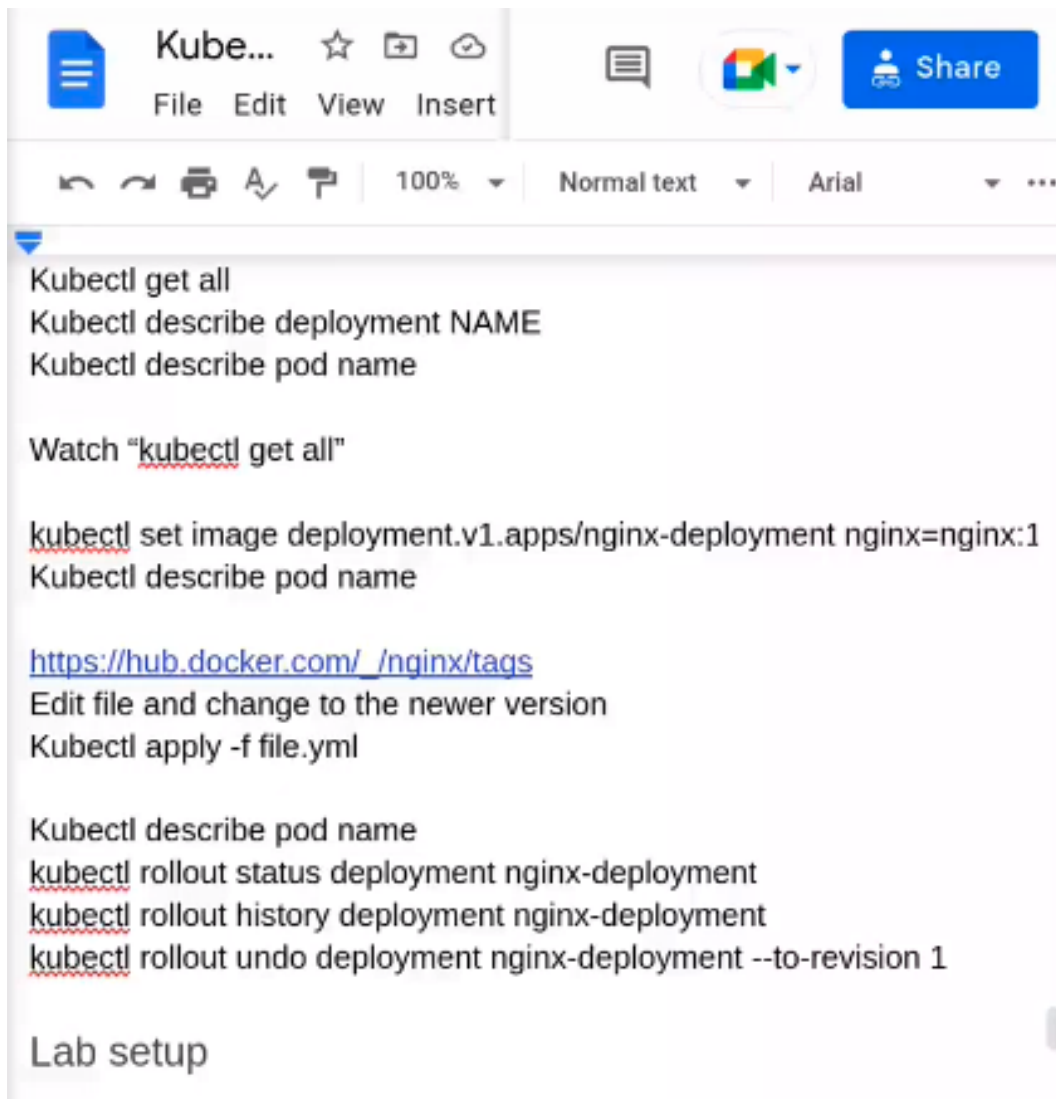 Kube...
File Edit View Insert
Share
100% Normal text Arial
Kubectl get all
Kubectl describe deployment NAME
Kubectl describe pod name
Watch “kubectl get all”
kubectl set image deployment.v1.apps/nginx-deployment nginx=nginx:1
Kubectl describe pod name
https://hub.docker.com/_/nginx/tags
Edit file and change to the newer version
Kubectl apply -f file.yml
Kubectl describe pod name
kubectl rollout status deployment nginx-deployment
kubectl rollout history deployment nginx-deployment
kubectl rollout undo deployment nginx-deployment --to-revision 1
Lab setup